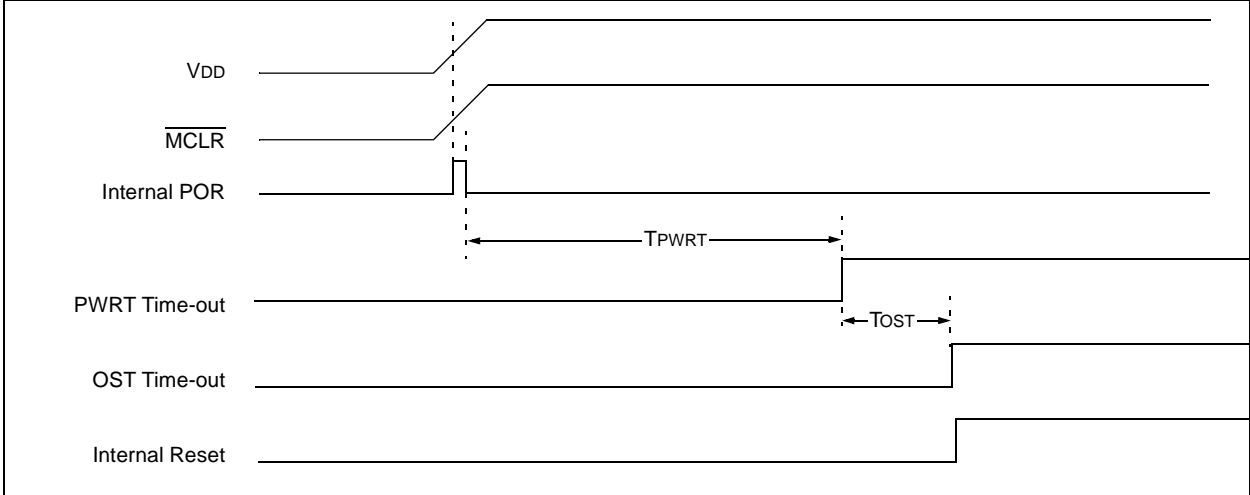 VDD
MCLR
Internal POR
TPWRT
PWRT Time-out
TOST
OST Time-out
Internal Reset